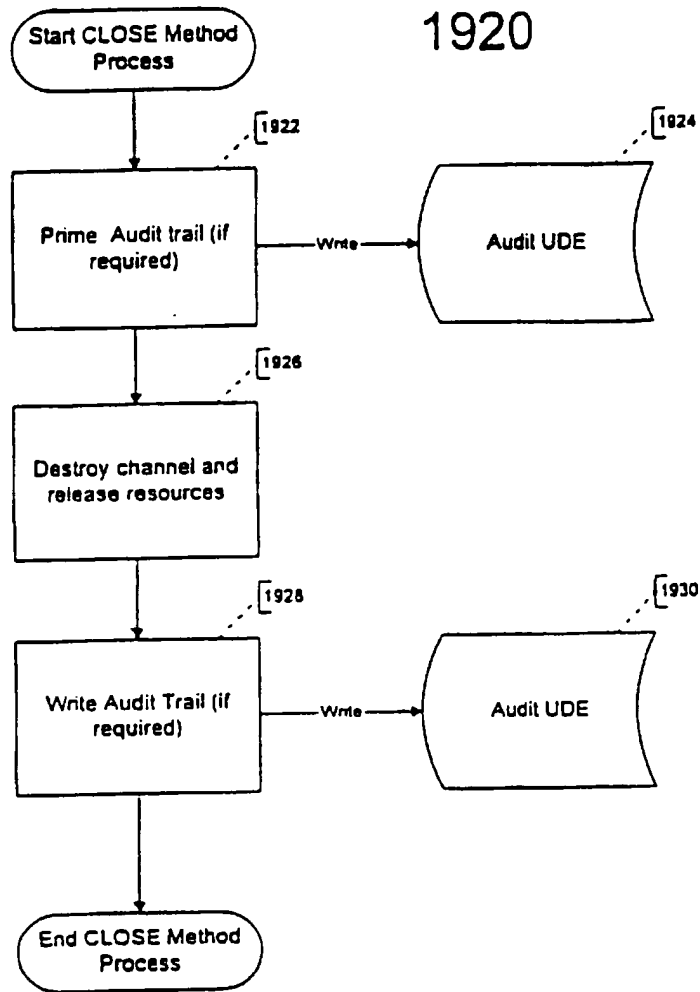 1920
Start CLOSE Method
Process
1922
Prime Audit trail (if
required)
Write
1924
Audit UDE
1926
Destroy channel and
release resources
1928
Write Audit Trail (if
required)
Write
1930
Audit UDE
End CLOSE Method
Process